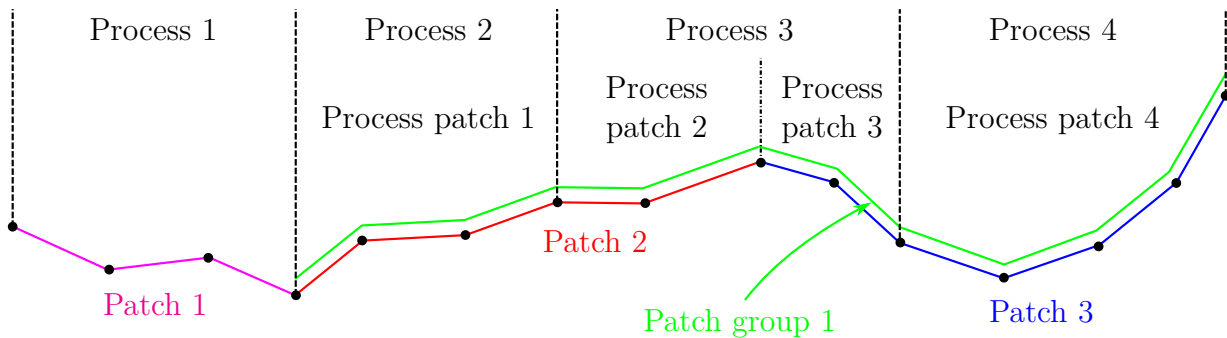 Process 1
Process 2
Process 3
Process 4
Process
patch 2
Process
patch 3
Process patch 1
Process patch 4
Patch 2
Patch 1
Patch group 1
Patch 3